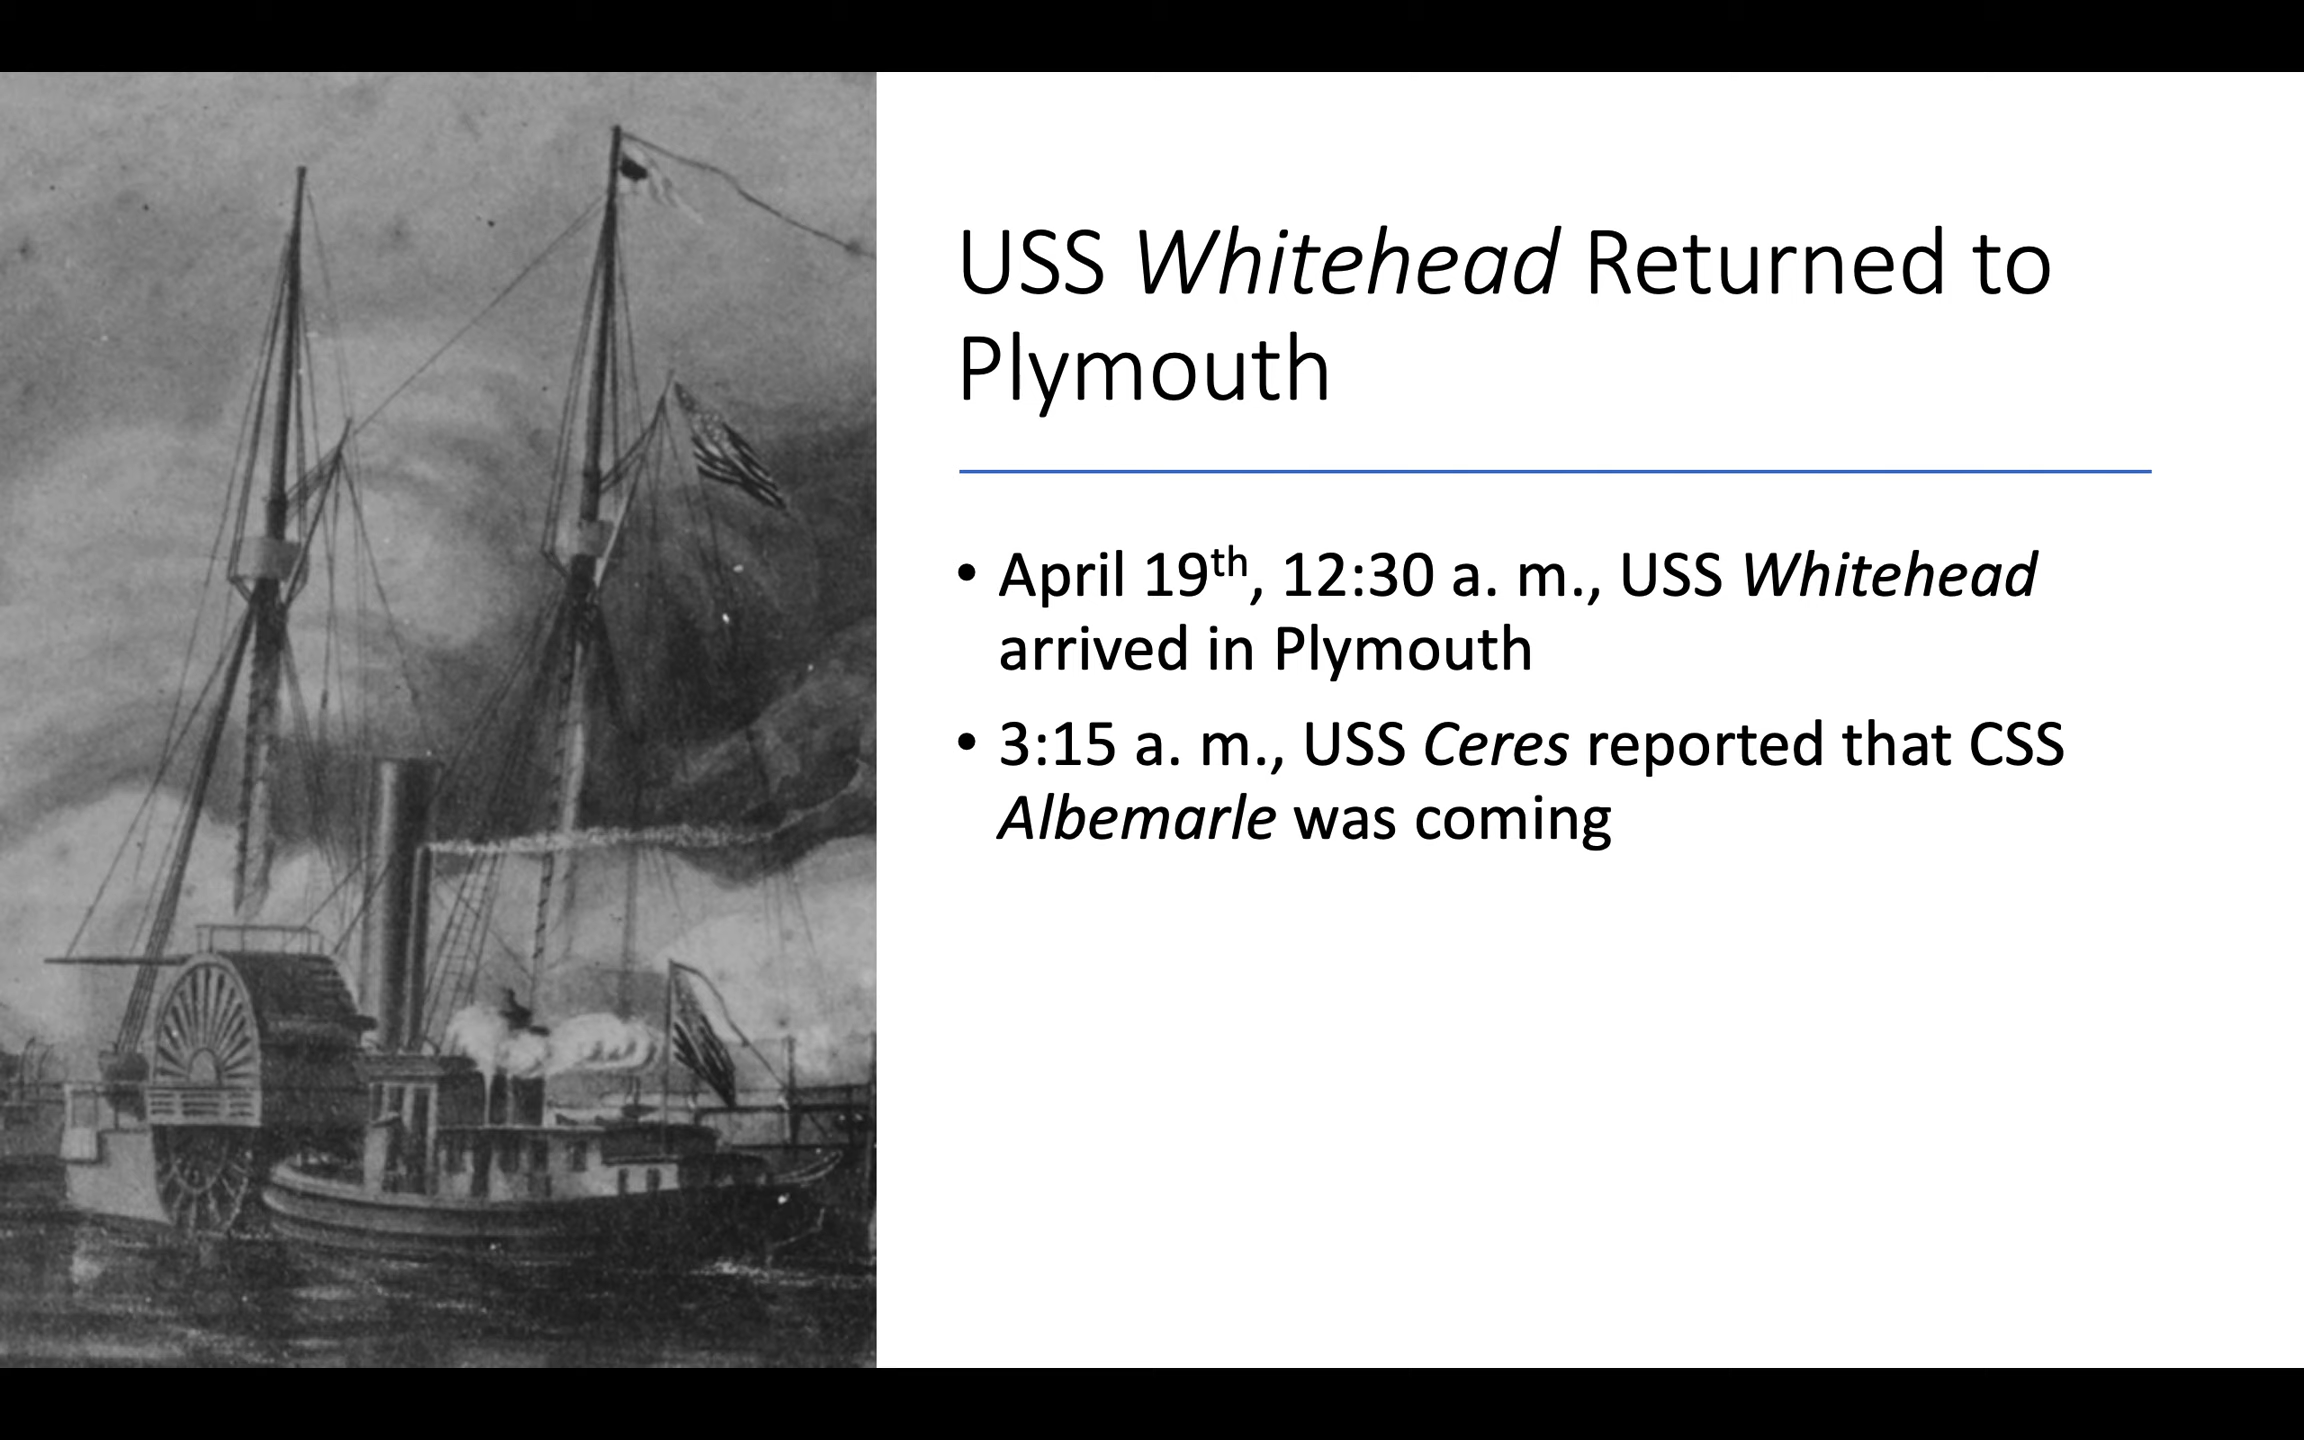 USS Whitehead Returned to
Plymouth
• April 19th, 12:30 a. m., USS Whitehead
arrived in Plymouth
• 3:15 a. m., USS Ceres reported that CSS
Albemarle was coming